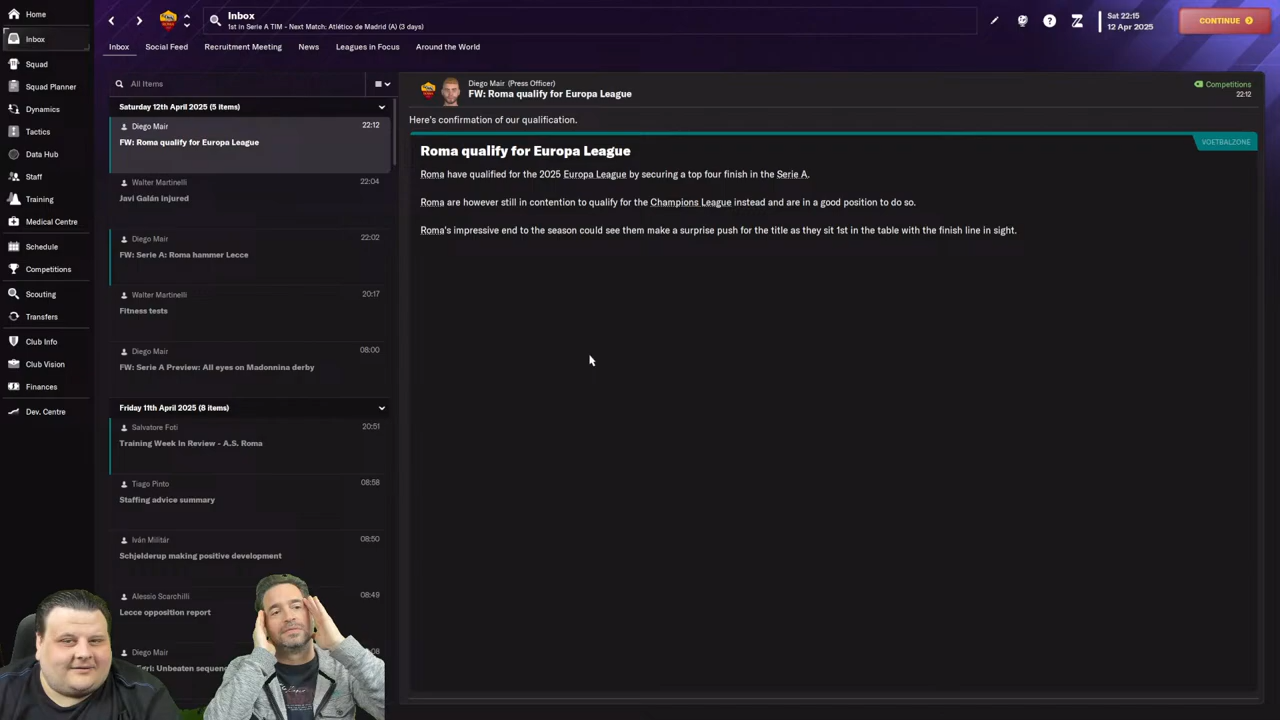 Home
Inbox
Squad
Squad Planner
Dynamics
Tactics
Data Hub
Staff
Training
Medical Centre
Schedule
Competitions
Scouting
Transfers
Club Info
Club Vision
Finances
Dev. Centre
Inbox
1st in Serie A TIM - Next Match: Atlético de Madrid (A) (3 days)
Sat 22:15
12 Apr 2025
CONTINUE
Inbox Social Feed Recruitment Meeting News Leagues in Focus Around the World
All Items
Saturday 12th April 2025 (5 items)
Diego Mair 22:12
FW: Roma qualify for Europa League
Walter Martinelli 22:04
Javi Galán injured
Diego Mair 22:02
FW: Serie A: Roma hammer Lecce
Walter Martinelli 20:17
Fitness tests
Diego Mair 08:00
FW: Serie A Preview: All eyes on Madonnina derby
Friday 11th April 2025 (8 items)
Salvatore Foti 20:51
Training Week In Review - A.S. Roma
Tiago Pinto 08:58
Staffing advice summary
Iván Militár 08:50
Schjelderup making positive development
Alessio Scarchilli 08:49
Lecce opposition report
Diego Mair
Unbeaten
Diego Mair (Press Officer)
FW: Roma qualify for Europa League
Competitions
22:12
Here's confirmation of our qualification.
VOETBALZONE
Roma qualify for Europa League
Roma have qualified for the 2025 Europa League by securing a top four finish in the Serie A.
Roma are however still in contention to qualify for the Champions League instead and are in a good position to do so.
Roma's impressive end to the season could see them make a surprise push for the title as they sit 1st in the table with the finish line in sight.